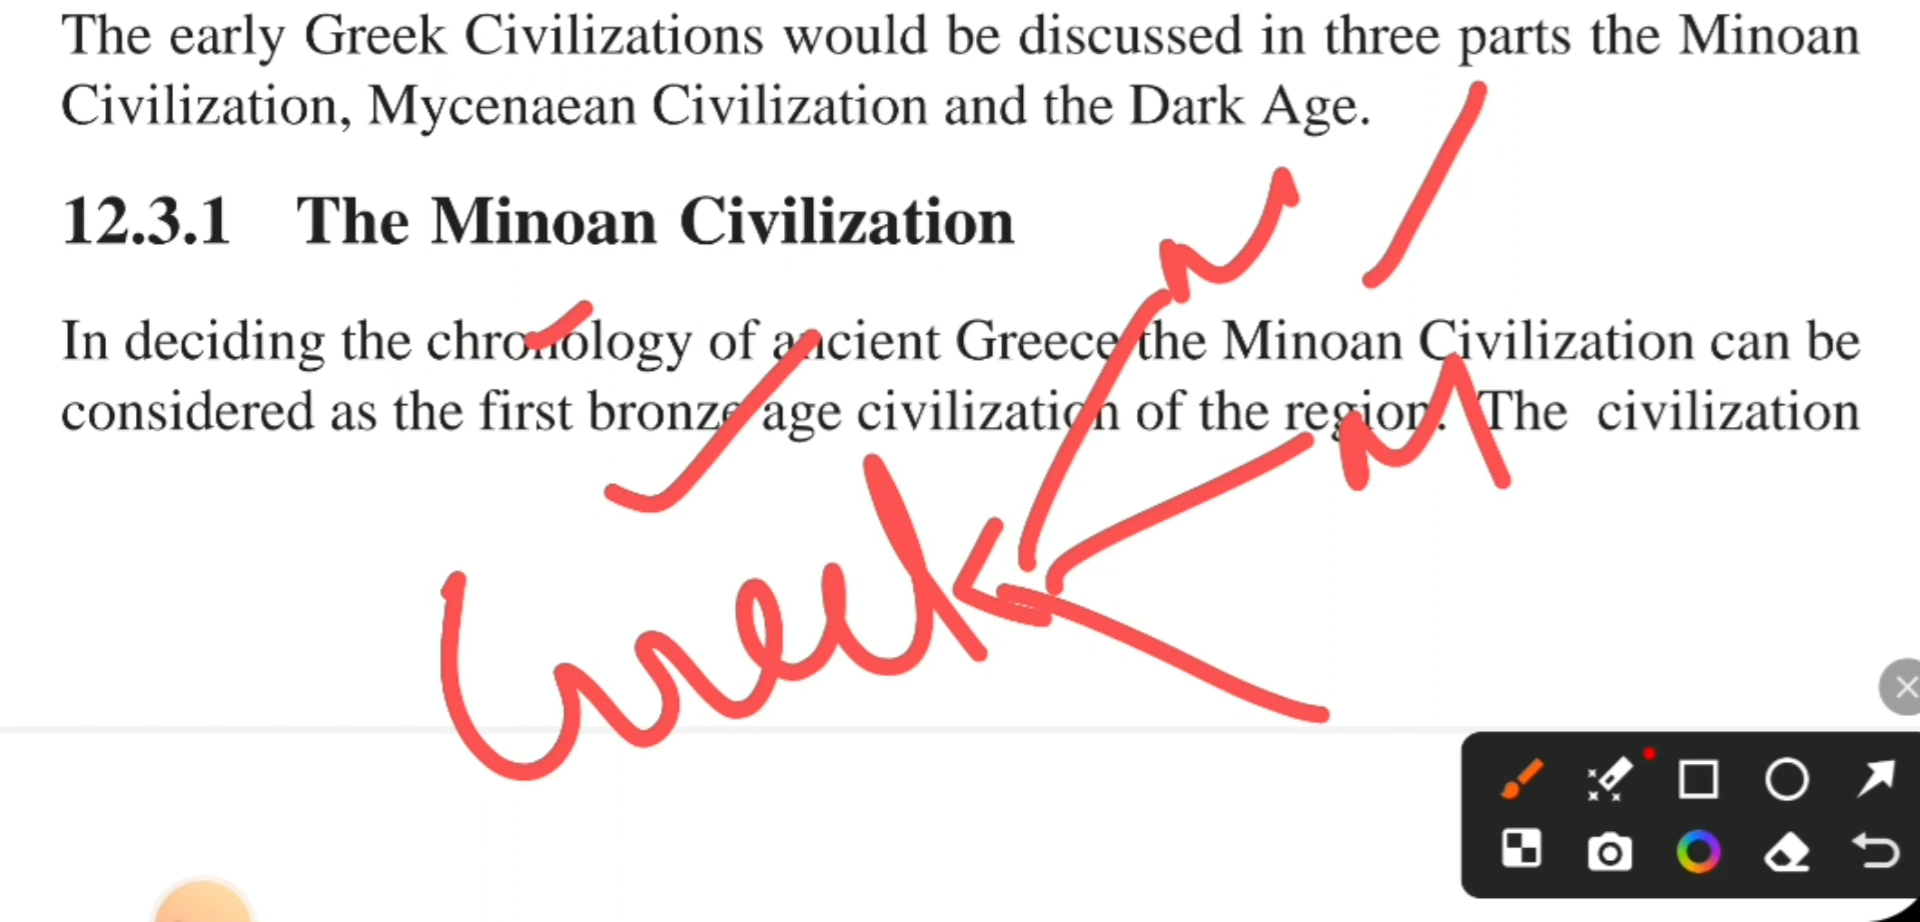 The early Greek Civilizations would be discussed in three parts the Minoan
Civilization, Mycenaean Civilization and the Dark Age.
12.3.1 The Minoan Civilization
In deciding the chronology of ancient Greece the Minoan Civilization can be
considered as the first bronze age civilization of the region. The civilization
M
Greek